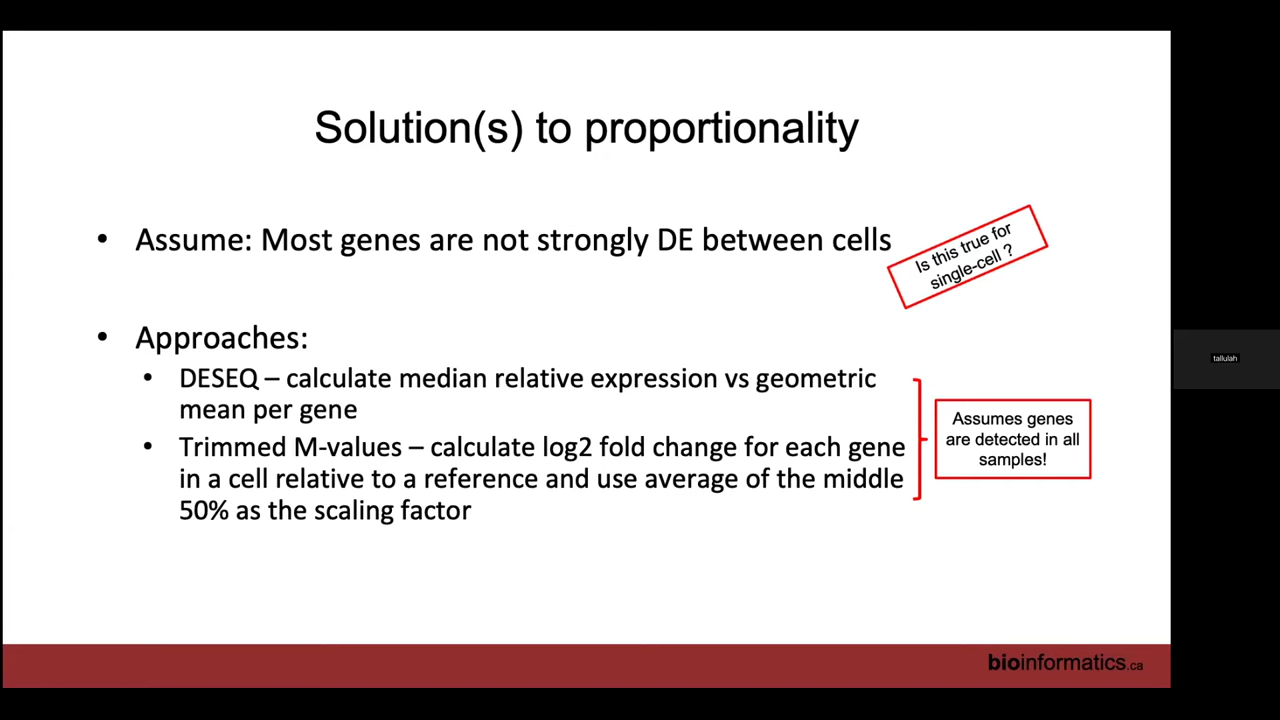 Solution(s) to proportionality
• Assume: Most genes are not strongly DE between cells
Is this true for
single-cell ?
• Approaches:
• DESEQ – calculate median relative expression vs geometric
mean per gene
• Trimmed M-values – calculate log2 fold change for each gene
in a cell relative to a reference and use average of the middle
50% as the scaling factor
Assumes genes
are detected in all
samples!
tallulah
bioinformatics.ca